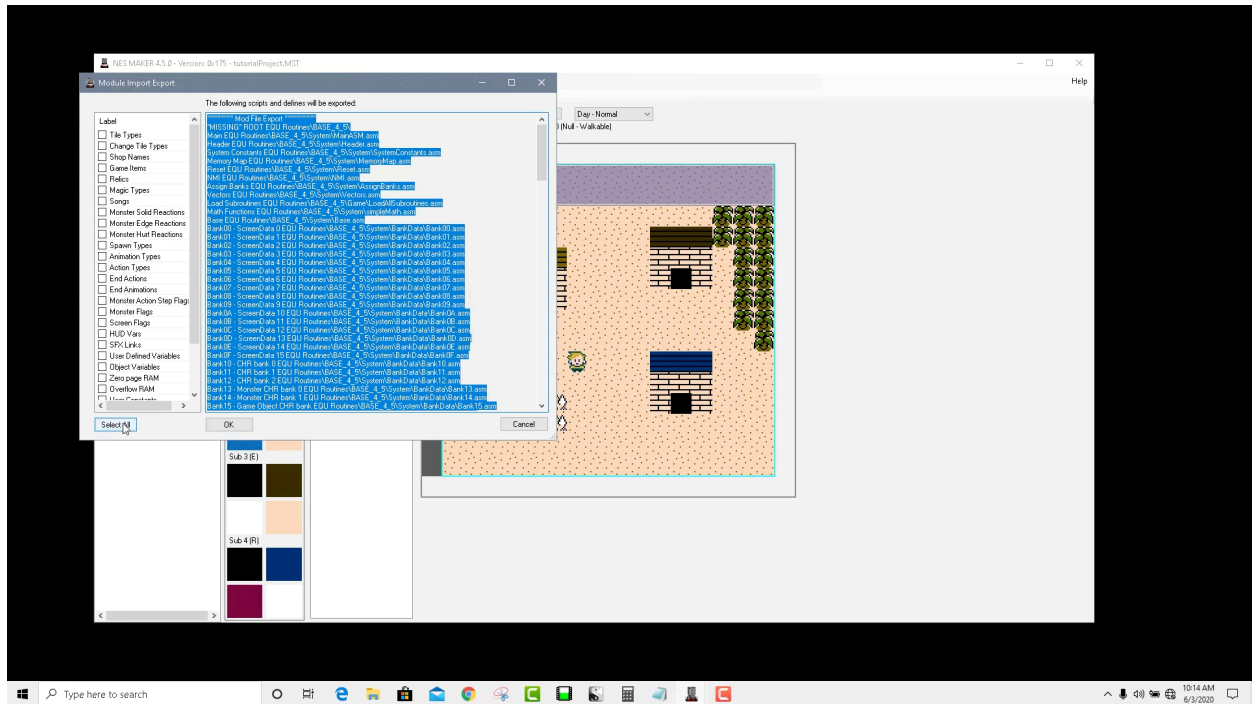 NES MAKER 4.5.0 - Version: 0x175 - tutorialProject.MST
Help
Module Import Export
The following scripts and defines will be exported:
Day - Normal
(Null - Walkable)
Label
Tile Types
Change Tile Types
Shop Names
Game Items
Relics
Magic Types
Songs
Monster Solid Reactions
Monster Edge Reactions
Monster Hurt Reactions
Spawn Types
Animation Types
Action Types
End Actions
End Animations
Monster Action Step Flags
Monster Flags
Screen Flags
HUD Vars
SFX Links
User Defined Variables
Object Variables
Zero page RAM
Overflow RAM
User Constants
Mod File Export
"MISSING" ROOT EQU Routines\BASE_4_5\
Main EQU Routines\BASE_4_5\System\MainASM.asm
Header EQU Routines\BASE_4_5\System\Header.asm
System Constants EQU Routines\BASE_4_5\System\SystemConstants.asm
Memory Map EQU Routines\BASE_4_5\System\MemoryMap.asm
Reset EQU Routines\BASE_4_5\System\Reset.asm
NMI EQU Routines\BASE_4_5\System\NMI.asm
Assign Banks EQU Routines\BASE_4_5\System\AssignBanks.asm
Vectors EQU Routines\BASE_4_5\System\Vectors.asm
Load Subroutines EQU Routines\BASE_4_5\Game\LoadAllSubroutines.asm
Math Functions EQU Routines\BASE_4_5\System\simpleMath.asm
Base EQU Routines\BASE_4_5\System\Base.asm
Bank00 - ScreenData 0 EQU Routines\BASE_4_5\System\BankData\Bank00.asm
Bank01 - ScreenData 1 EQU Routines\BASE_4_5\System\BankData\Bank01.asm
Bank02 - ScreenData 2 EQU Routines\BASE_4_5\System\BankData\Bank02.asm
Bank03 - ScreenData 3 EQU Routines\BASE_4_5\System\BankData\Bank03.asm
Bank04 - ScreenData 4 EQU Routines\BASE_4_5\System\BankData\Bank04.asm
Bank05 - ScreenData 5 EQU Routines\BASE_4_5\System\BankData\Bank05.asm
Bank06 - ScreenData 6 EQU Routines\BASE_4_5\System\BankData\Bank06.asm
Bank07 - ScreenData 7 EQU Routines\BASE_4_5\System\BankData\Bank07.asm
Bank08 - ScreenData 8 EQU Routines\BASE_4_5\System\BankData\Bank08.asm
Bank09 - ScreenData 9 EQU Routines\BASE_4_5\System\BankData\Bank09.asm
Bank0A - ScreenData 10 EQU Routines\BASE_4_5\System\BankData\Bank0A.asm
Bank0B - ScreenData 11 EQU Routines\BASE_4_5\System\BankData\Bank0B.asm
Bank0C - ScreenData 12 EQU Routines\BASE_4_5\System\BankData\Bank0C.asm
Bank0D - ScreenData 13 EQU Routines\BASE_4_5\System\BankData\Bank0D.asm
Bank0E - ScreenData 14 EQU Routines\BASE_4_5\System\BankData\Bank0E.asm
Bank0F - ScreenData 15 EQU Routines\BASE_4_5\System\BankData\Bank0F.asm
Bank10 - CHR bank 0 EQU Routines\BASE_4_5\System\BankData\Bank10.asm
Bank11 - CHR bank 1 EQU Routines\BASE_4_5\System\BankData\Bank11.asm
Bank12 - CHR bank 2 EQU Routines\BASE_4_5\System\BankData\Bank12.asm
Bank13 - Monster CHR bank 0 EQU Routines\BASE_4_5\System\BankData\Bank13.asm
Bank14 - Monster CHR bank 1 EQU Routines\BASE_4_5\System\BankData\Bank14.asm
Bank15 - Game Object CHR bank EQU Routines\BASE_4_5\System\BankData\Bank15.asm
Select All
OK
Cancel
Sub 3 (E)
Sub 4 (R)
Type here to search
10:14 AM
6/3/2020